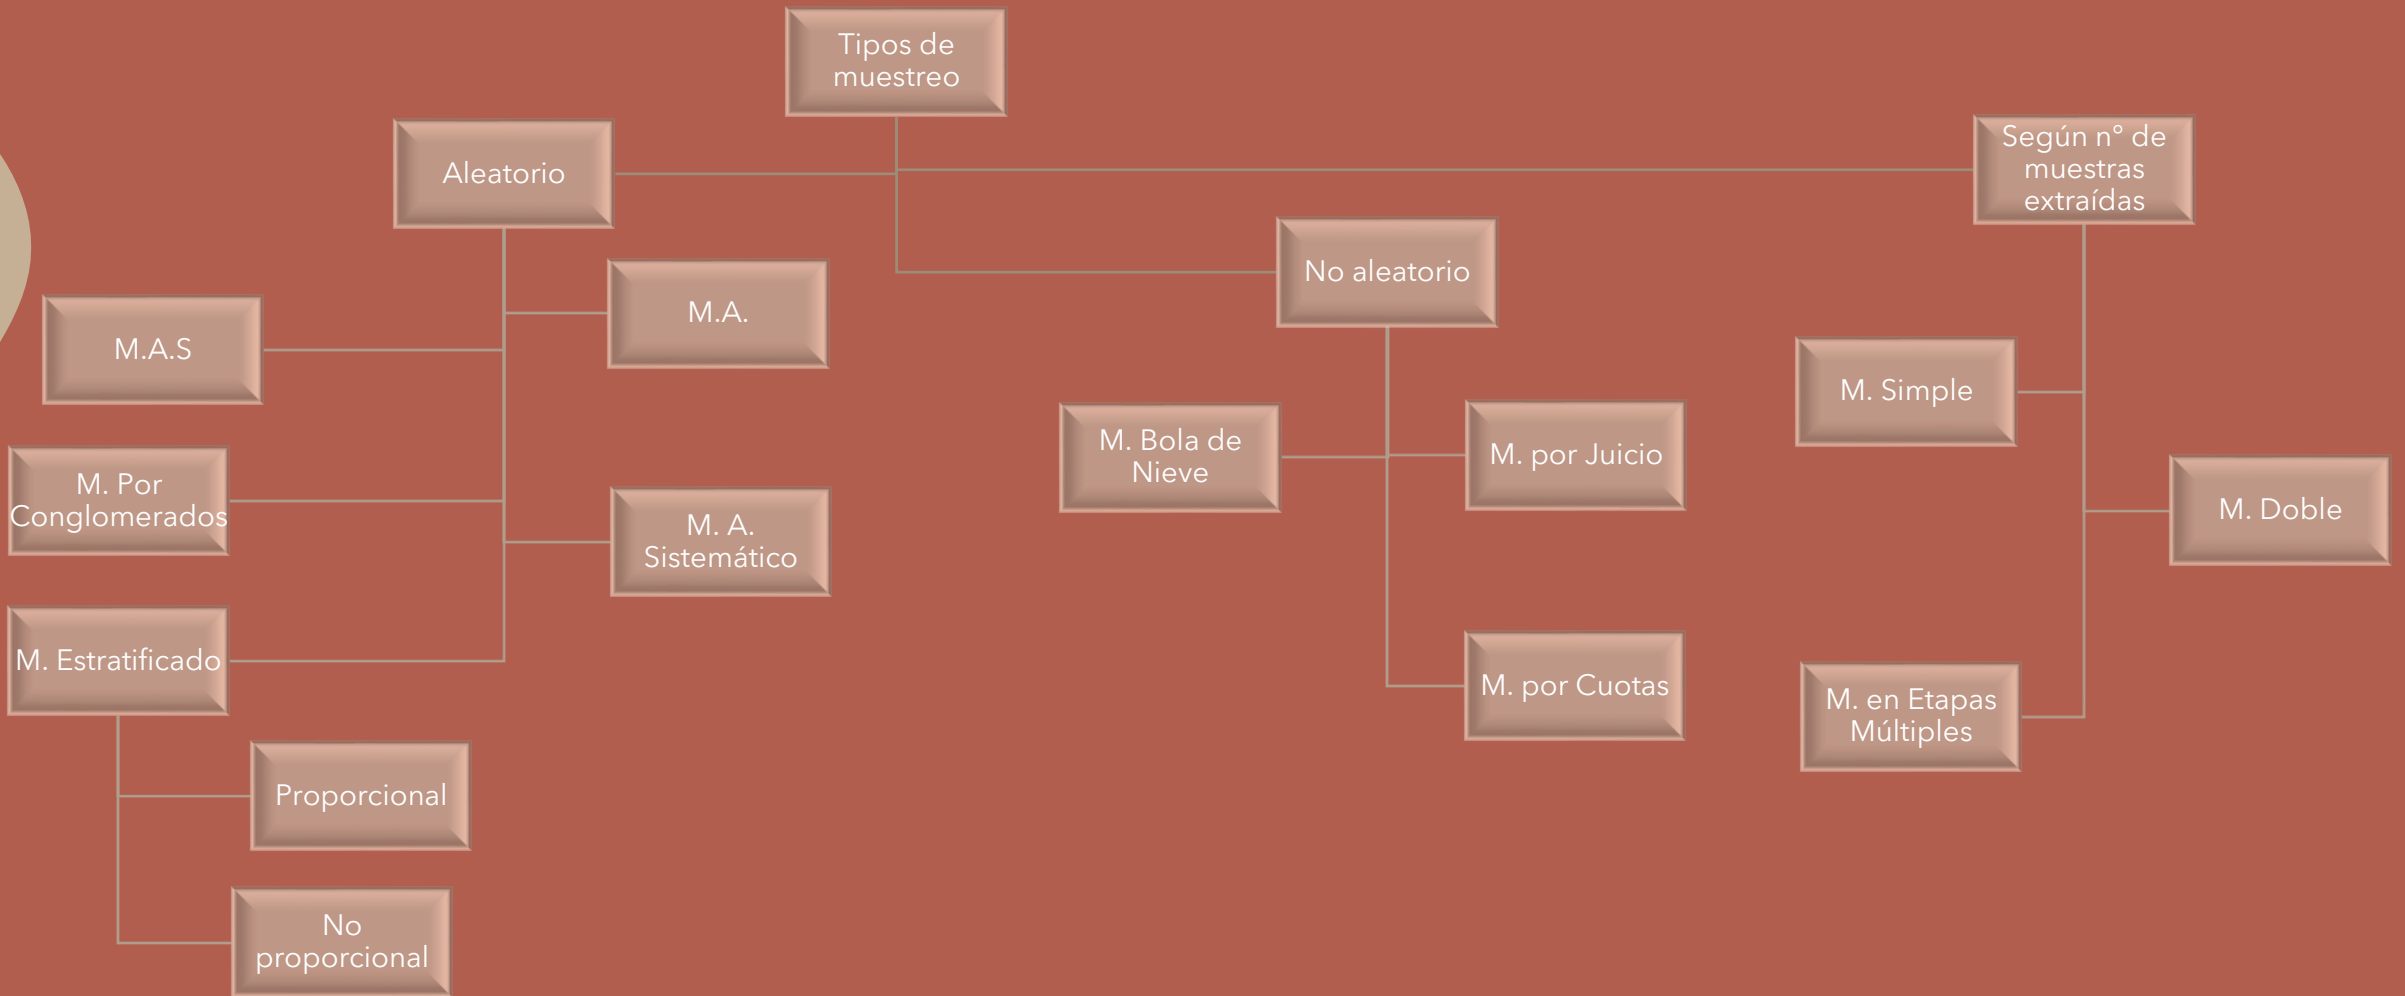 Tipos de
muestreo
Aleatorio
M.A.
M.A.S
M. Por
Conglomerados
M. A.
Sistemático
M. Estratificado
Proporcional
No
proporcional
No aleatorio
M. Bola de
Nieve
M. por Juicio
M. por Cuotas
Según nº de
muestras
extraídas
M. Simple
M. Doble
M. en Etapas
Múltiples